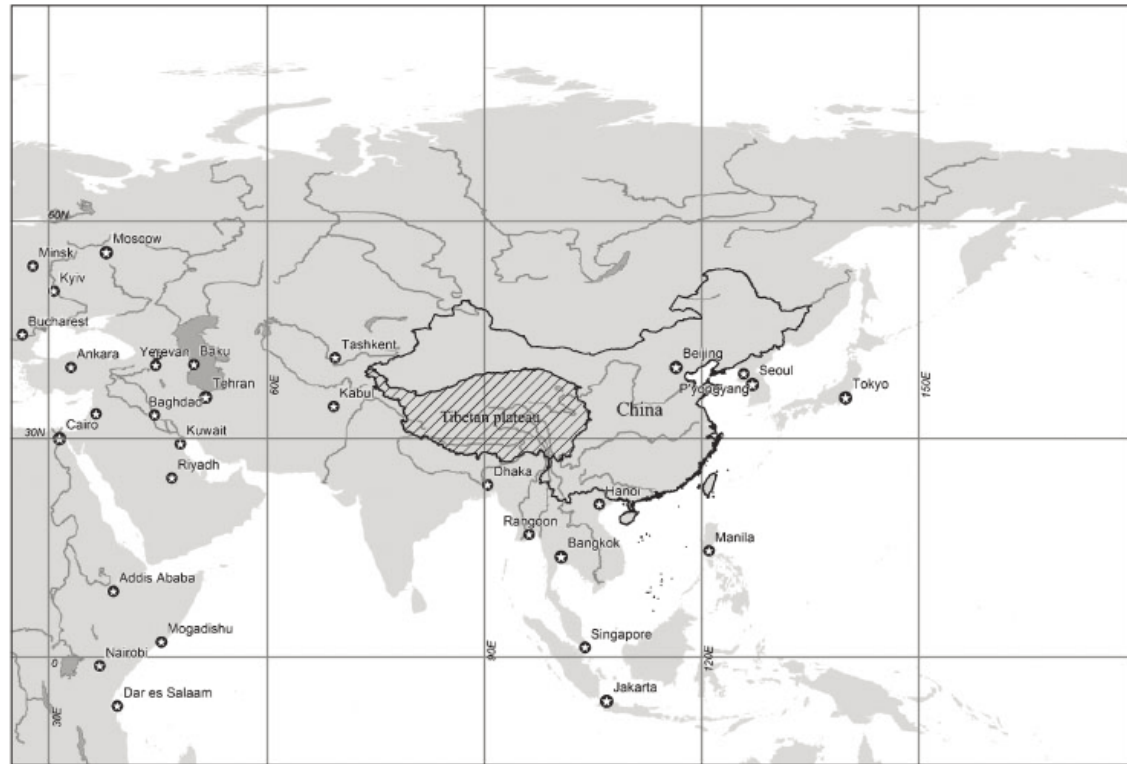 60N
Moscow
Minsk
Kyiv
Bucharest
Ankara
Yerevan
Baku
Tashkent
Beijing
Seoul
P'yongyang
Tehran
60E
Kabul
Baghdad
Tokyo
150E
Tibetan plateau
China
Cairo
30N
Kuwait
Riyadh
Dhaka
Hanoi
Rangoon
Bangkok
Manila
Addis Ababa
Mogadishu
Singapore
Nairobi
0
90E
120E
Dar es Salaam
Jakarta
30E